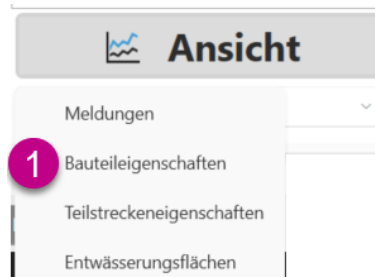 Ansicht
Meldungen
1
Bauteileigenschaften
Teilstreckeneigenschaften
Entwässerungsflächen